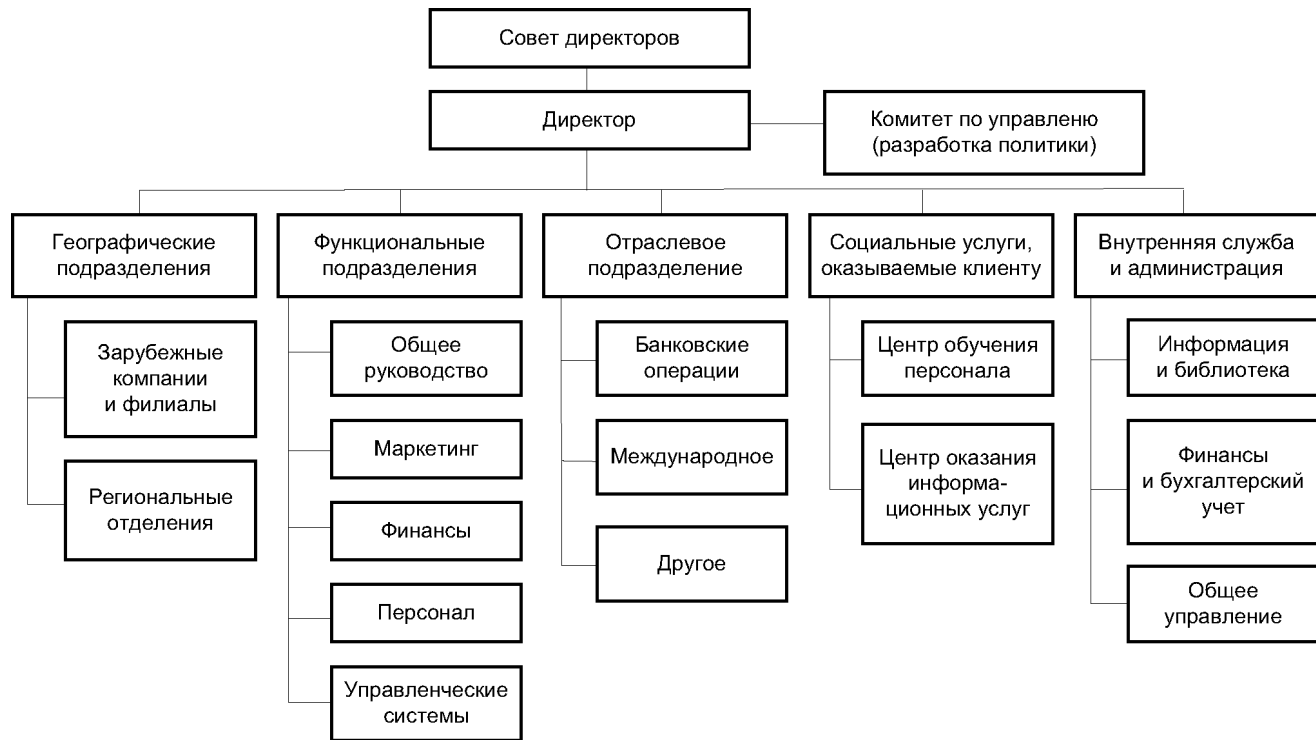 Совет директоров
Директор
Комитет по управленю
(разработка политики)
Географические
подразделения
Функциональные
подразделения
Отраслевое
подразделение
Социальные услуги,
оказываемые клиенту
Внутренняя служба
и администрация
Зарубежные
компании
и филиалы
Региональные
отделения
Общее
руководство
Маркетинг
Финансы
Персонал
Управленческие
системы
Банковские
операции
Международное
Другое
Центр обучения
персонала
Центр оказания
информа-
ционных услуг
Информация
и библиотека
Финансы
и бухгалтерский
учет
Общее
управление